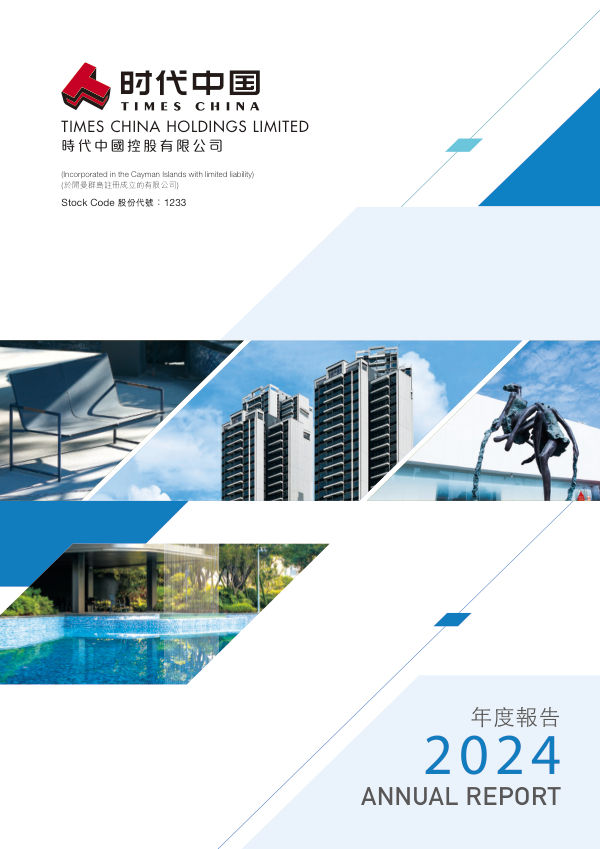 时代中国
TIMES CHINA
TIMES CHINA HOLDINGS LIMITED
時代中國控股有限公司
(Incorporated in the Cayman Islands with limited liability)
(於開曼群島註冊成立的有限公司)
Stock Code 股份代號：1233
年度報告
2024
ANNUAL REPORT